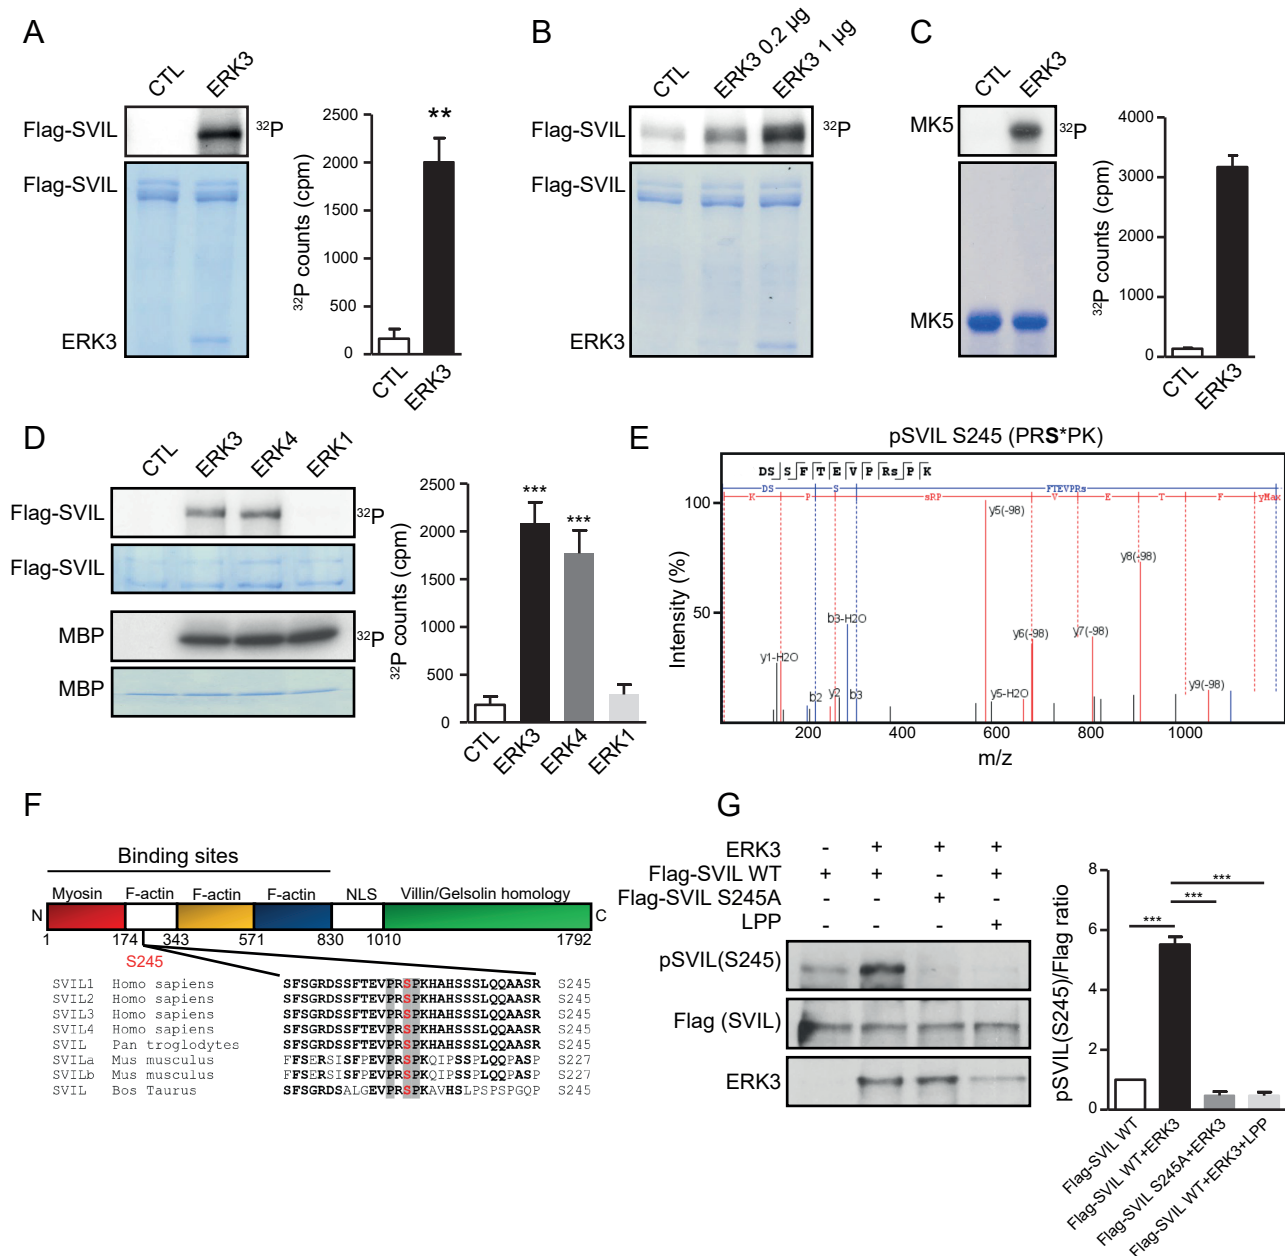 A
CTL
ERK3
Flag-SVIL
32P
Flag-SVIL
ERK3
32P counts (cpm)
2500
2000
1500
1000
500
0
**
CTL
ERK3
B
CTL
ERK3 0.2 µg
ERK3 1 µg
Flag-SVIL
32P
Flag-SVIL
ERK3
C
CTL
ERK3
MK5
32P
MK5
32P counts (cpm)
4000
3000
4000
1000
0
CTL
ERK3
D
CTL
ERK3
ERK4
ERK1
Flag-SVIL
32P
Flag-SVIL
MBP
32P
MBP
32P counts (cpm)
2500
2000
1500
1000
500
0
***
***
CTL
ERK3
ERK4
ERK1
E
pSVIL S245 (PRS*PK)
DS S F T E V P Rs P K
DS S FTEVPRs
K P sRP V E T F yMax
100
50
Intensity (%)
y5(-98)
y8(-98)
b3-H2O
y6(-98)
y7(-98)
y1-H2O
b2
y2
b3
y5-H2O
y9(-98)
200 400 600 800 1000
m/z
F
Binding sites
Myosin F-actin F-actin F-actin NLS Villin/Gelsolin homology
N
C
1 174 343 571 830 1010 1792
S245
SVIL1 Homo sapiens SFSGRDSSFTEVPRSPKHAHSSSLQQAASR S245
SVIL2 Homo sapiens SFSGRDSSFTEVPRSPKHAHSSSLQQAASR S245
SVIL3 Homo sapiens SFSGRDSSFTEVPRSPKHAHSSSLQQAASR S245
SVIL4 Homo sapiens SFSGRDSSFTEVPRSPKHAHSSSLQQAASR S245
SVIL Pan troglodytes SFSGRDSSFTEVPRSPKHAHSSSLQQAASR S245
SVILa Mus musculus FFSERSISFPEVPRSPKQIPSSPLQQPASP S227
SVILb Mus musculus FFSERSISFPEVPRSPKQIPSSPLQQPASP S227
SVIL Bos Taurus SFSGRDSALGEVPRSPKAVHSLPSPSPGQP S245
G
ERK3 - + + +
Flag-SVIL WT + + - +
Flag-SVIL S245A - - + -
LPP - - - +
pSVIL(S245)
Flag (SVIL)
ERK3
pSVIL(S245)/Flag ratio
8
6
4
2
0
***
***
***
Flag-SVIL WT
Flag-SVIL WT+ERK3
Flag-SVIL S245A+ERK3
Flag-SVIL WT+ERK3+LPP